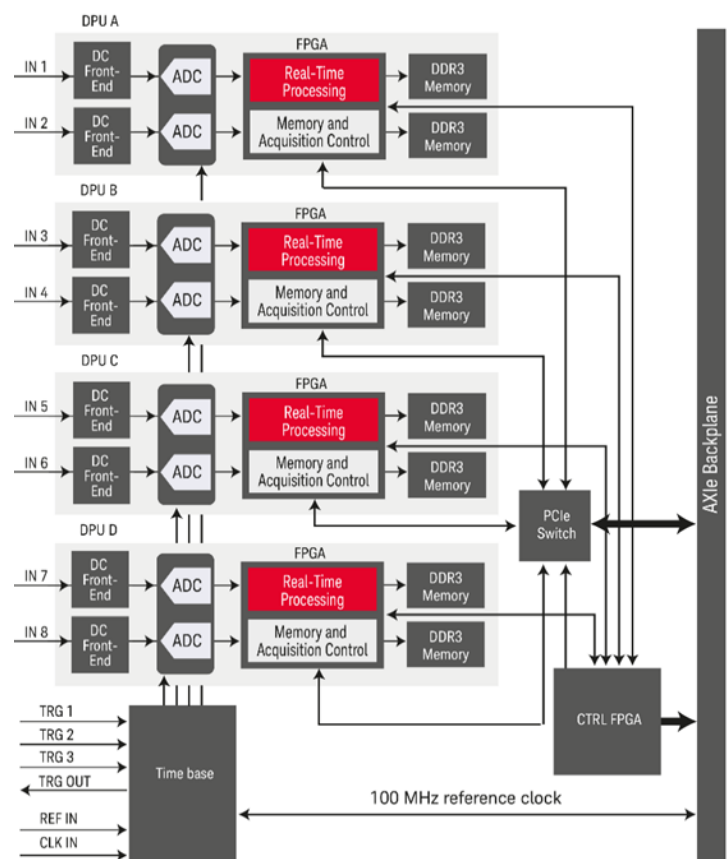 DPU A
FPGA
IN 1
DC
Front-
End
ADC
Real-Time
Processing
DDR3
Memory
IN 2
DC
Front-
End
ADC
Memory and
Acquisition Control
DDR3
Memory
DPU B
FPGA
IN 3
DC
Front-
End
ADC
Real-Time
Processing
DDR3
Memory
IN 4
DC
Front-
End
ADC
Memory and
Acquisition Control
DDR3
Memory
DPU C
FPGA
IN 5
DC
Front-
End
ADC
Real-Time
Processing
DDR3
Memory
IN 6
DC
Front-
End
ADC
Memory and
Acquisition Control
DDR3
Memory
DPU D
FPGA
IN 7
DC
Front-
End
ADC
Real-Time
Processing
DDR3
Memory
IN 8
DC
Front-
End
ADC
Memory and
Acquisition Control
DDR3
Memory
PCIe
Switch
AXIe Backplane
CTRL FPGA
TRG 1
TRG 2
TRG 3
TRG OUT
REF IN
CLK IN
Time base
100 MHz reference clock